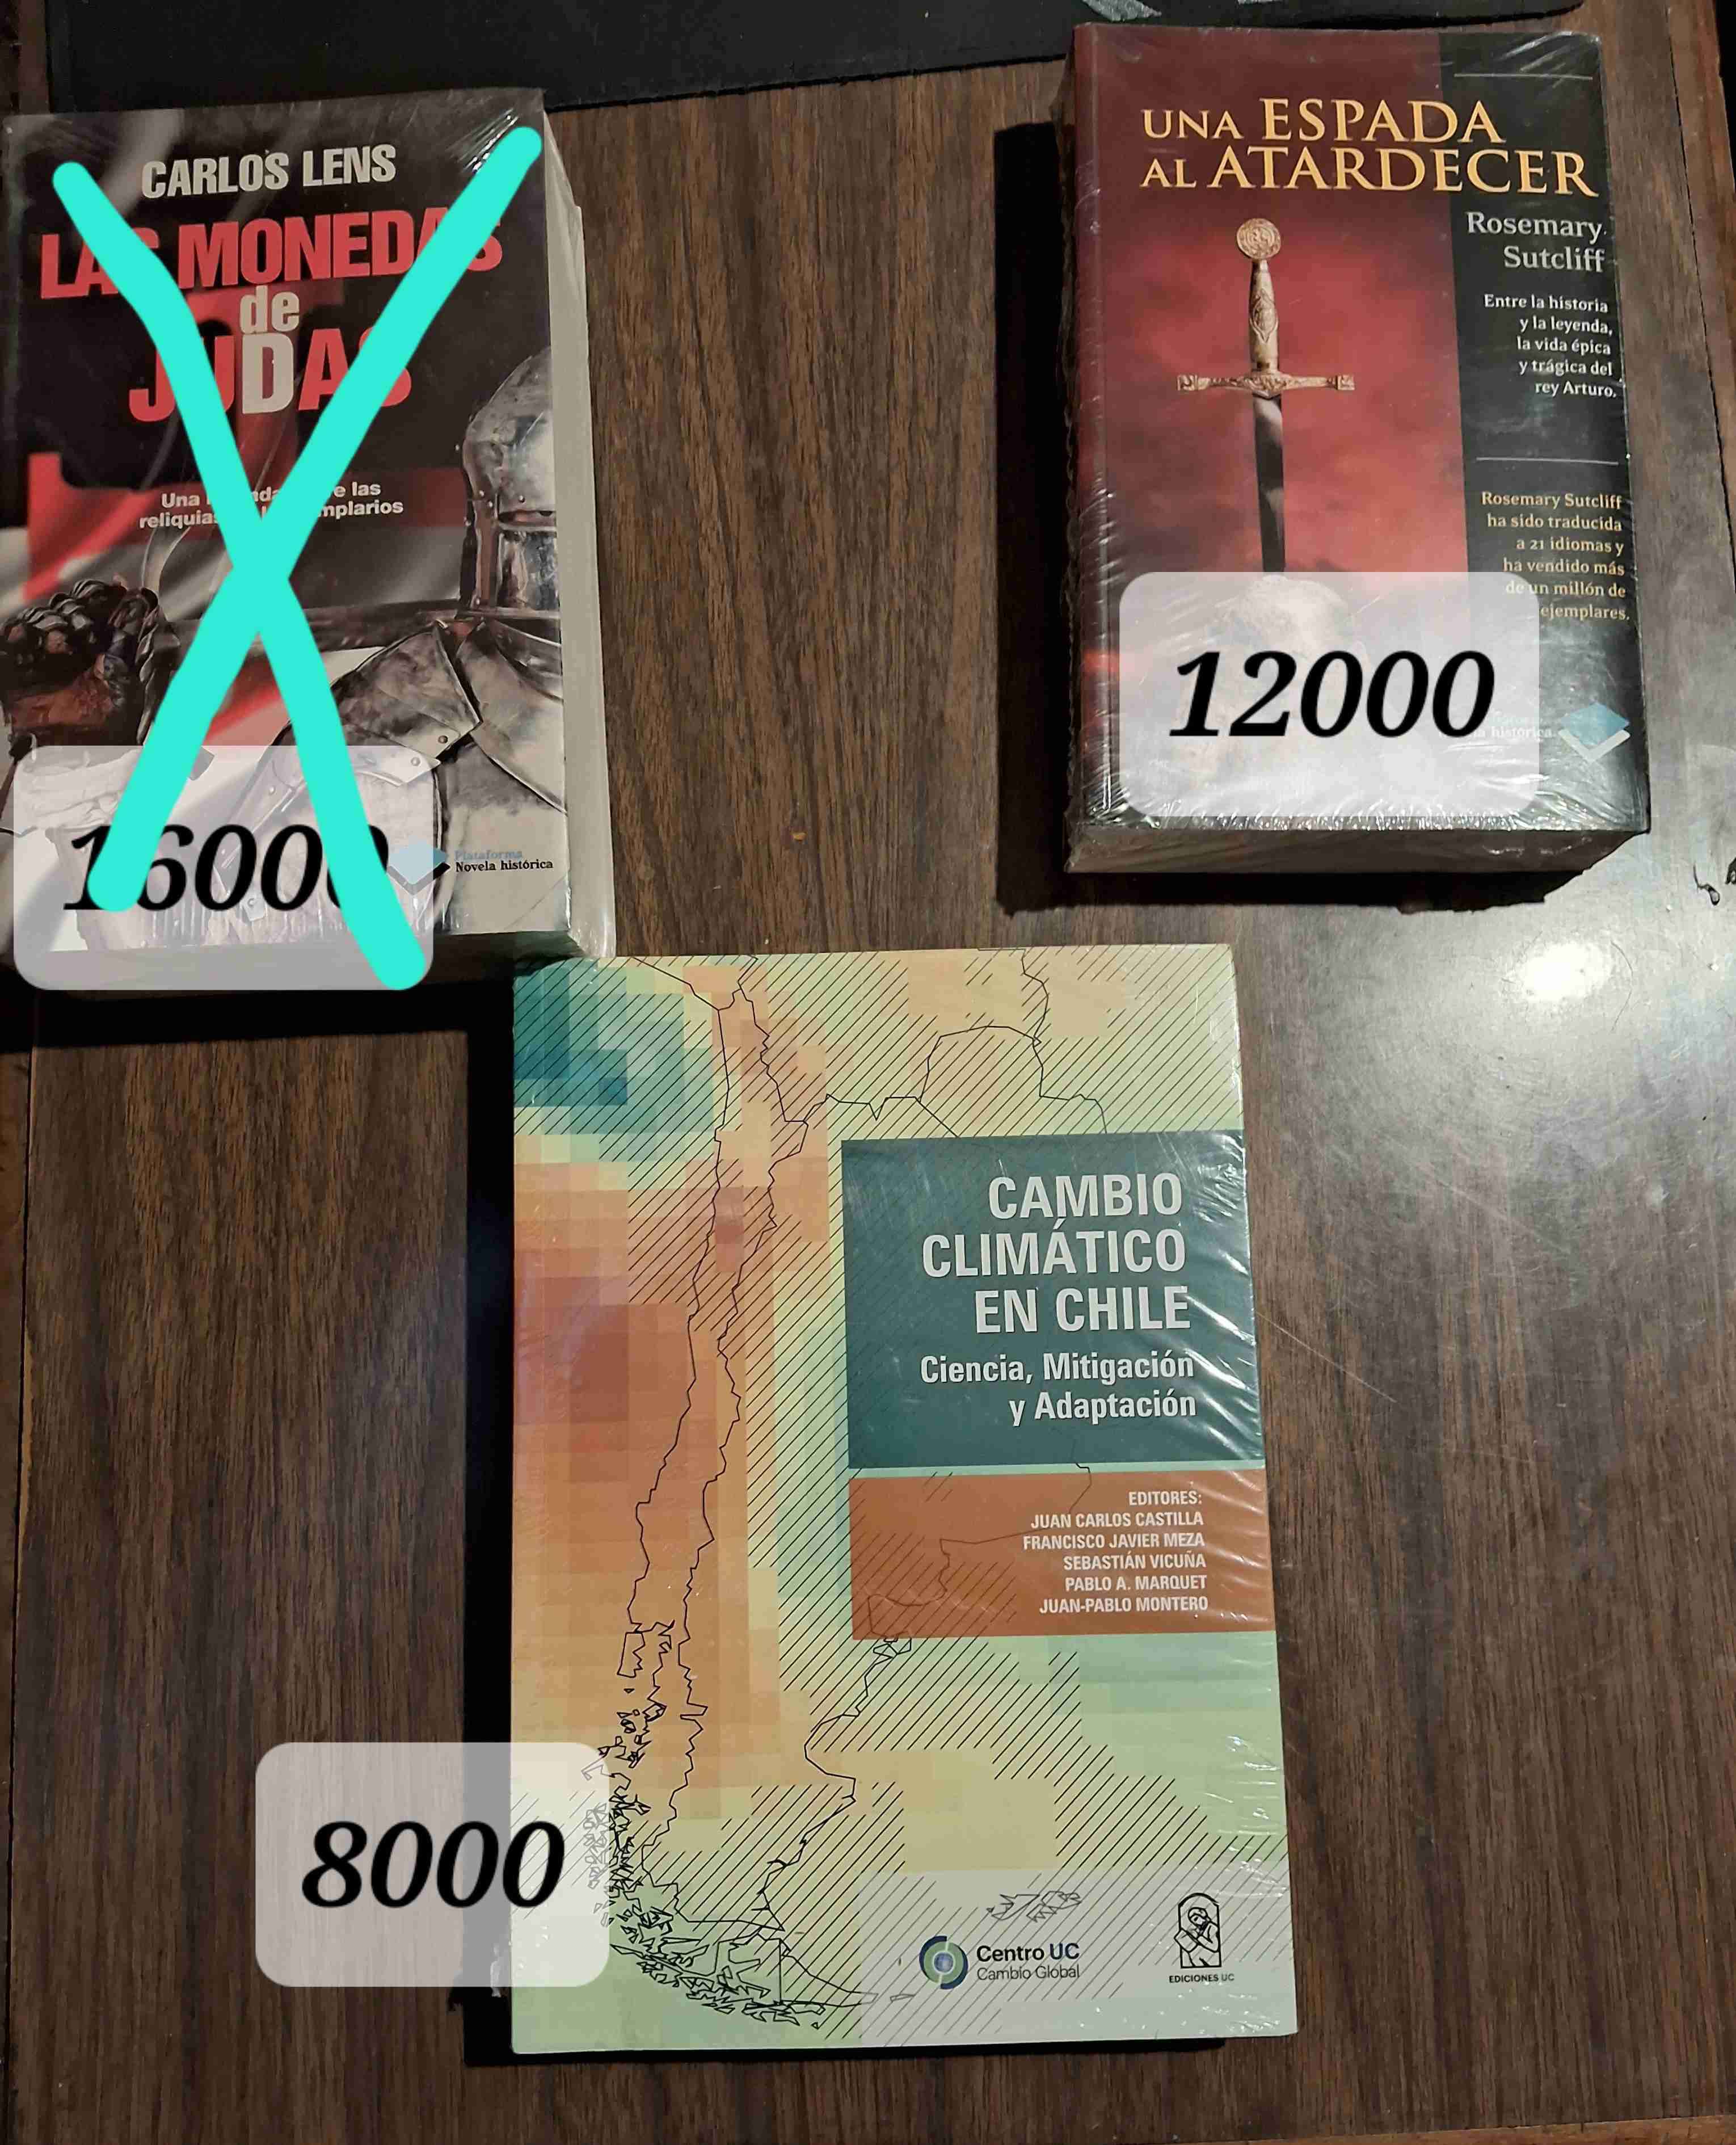 CARLOS LENS
LAS MONEDAS
de
JUDAS
Una e las
reliquias mplarios
16000
Plataforma
Novela histórica
UNA ESPADA
AL ATARDECER
Rosemary
Sutcliff
Entre la historia
y la leyenda,
la vida épica
y trágica del
rey Arturo.
Rosemary Sutcliff
ha sido traducida
a 21 idiomas y
ha vendido más
de un millón de
ejemplares.
12000
histórica
CAMBIO
CLIMÁTICO
EN CHILE
Ciencia, Mitigación
y Adaptación
EDITORES:
JUAN CARLOS CASTILLA
FRANCISCO JAVIER MEZA
SEBASTIÁN VICUÑA
PABLO A. MARQUET
JUAN-PABLO MONTERO
8000
Centro UC
Cambio Global
EDICIONES UC